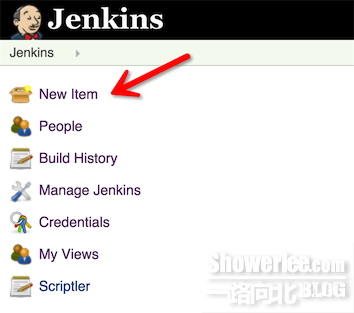 Jenkins
Jenkins
New Item
People
Build History
Manage Jenkins
Credentials
My Views
Scriptler
Showerlee.com
一路向北 BLOG